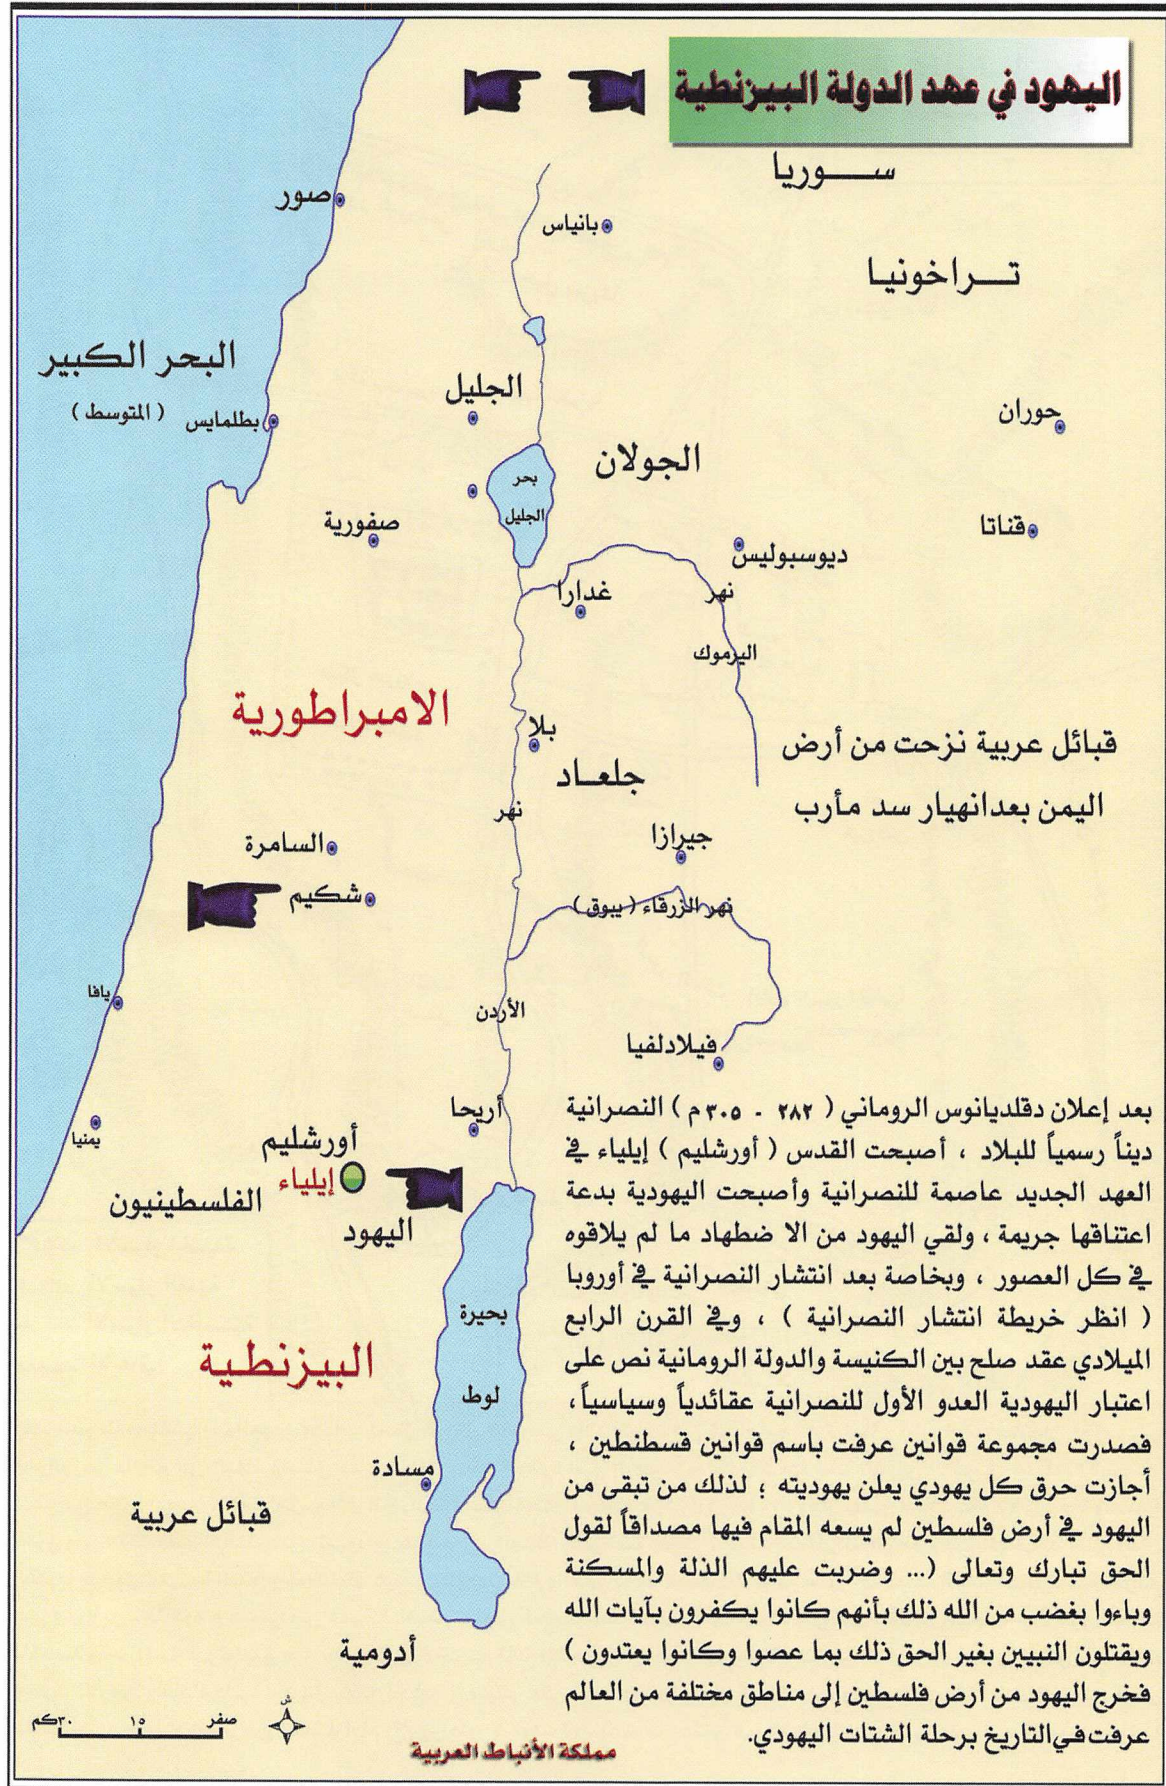 اليهود في عهد الدولة البيزنطية
سـوريا
صور
بانياس
تـراخونيا
البحر الكبير
( المتوسط )
بطلمايس
الجليل
حوران
الجولان
بحر
الجليل
صفورية
قناتا
ديوسبوليس
غدارا
نهر
اليرموك
الامبراطورية
بلا
جلعـاد
قبائل عربية نزحت من أرض
اليمن بعدانهيار سد مأرب
نهر
جيرازا
السامرة
شكيم
نهر الزرقاء ( يبوق )
يافا
الأردن
فيلادلفيا
أريحا
يمنيا
أورشليم
إيلياء
الفلسطينيون
اليهود
بحيرة
لوط
البيزنطية
مسادة
قبائل عربية
أدومية
بعد إعلان دقلديانوس الروماني ( ٢٨٢ - ٣٠٥ م ) النصرانية
ديناً رسمياً للبلاد ، أصبحت القدس ( أورشليم ) إيلياء في
العهد الجديد عاصمة للنصرانية وأصبحت اليهودية بدعة
اعتناقها جريمة ، ولقي اليهود من الا ضطهاد ما لم يلاقوه
في كل العصور ، وبخاصة بعد انتشار النصرانية في أوروبا
( انظر خريطة انتشار النصرانية ) ، وفي القرن الرابع
الميلادي عقد صلح بين الكنيسة والدولة الرومانية نص على
اعتبار اليهودية العدو الأول للنصرانية عقائدياً وسياسياً،
فصدرت مجموعة قوانين عرفت باسم قوانين قسطنطين ،
أجازت حرق كل يهودي يعلن يهوديته ؛ لذلك من تبقى من
اليهود في أرض فلسطين لم يسعه المقام فيها مصداقاً لقول
الحق تبارك وتعالى (... وضربت عليهم الذلة والمسكنة
وباءوا بغضب من الله ذلك بأنهم كانوا يكفرون بآيات الله
ويقتلون النبيين بغير الحق ذلك بما عصوا وكانوا يعتدون )
فخرج اليهود من أرض فلسطين إلى مناطق مختلفة من العالم
عرفت في التاريخ برحلة الشتات اليهودي.
ش
صفر ١٥ ٣٠كم
مملكة الأنباط العربية